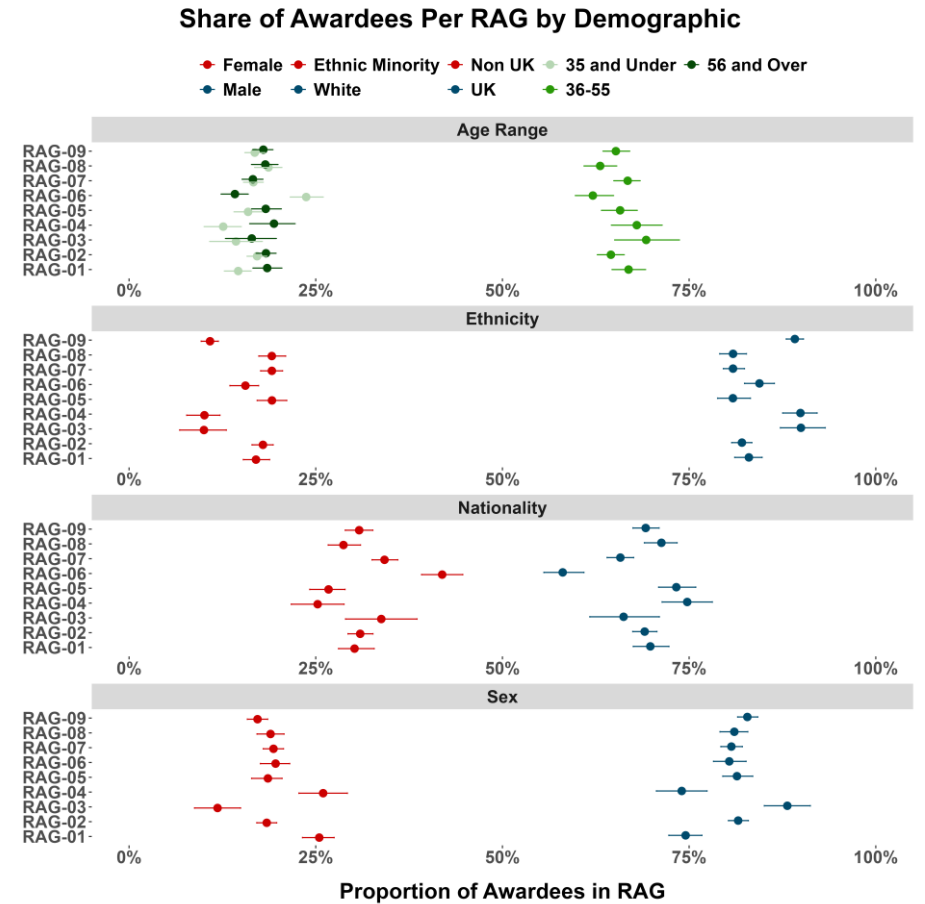 Share of Awardees Per RAG by Demographic
Female Ethnic Minority Non UK 35 and Under 56 and Over
Male White UK 36-55
Age Range
RAG-09
RAG-08
RAG-07
RAG-06
RAG-05
RAG-04
RAG-03
RAG-02
RAG-01
0% 25% 50% 75% 100%
Ethnicity
RAG-09
RAG-08
RAG-07
RAG-06
RAG-05
RAG-04
RAG-03
RAG-02
RAG-01
0% 25% 50% 75% 100%
Nationality
RAG-09
RAG-08
RAG-07
RAG-06
RAG-05
RAG-04
RAG-03
RAG-02
RAG-01
0% 25% 50% 75% 100%
Sex
RAG-09
RAG-08
RAG-07
RAG-06
RAG-05
RAG-04
RAG-03
RAG-02
RAG-01
0% 25% 50% 75% 100%
Proportion of Awardees in RAG